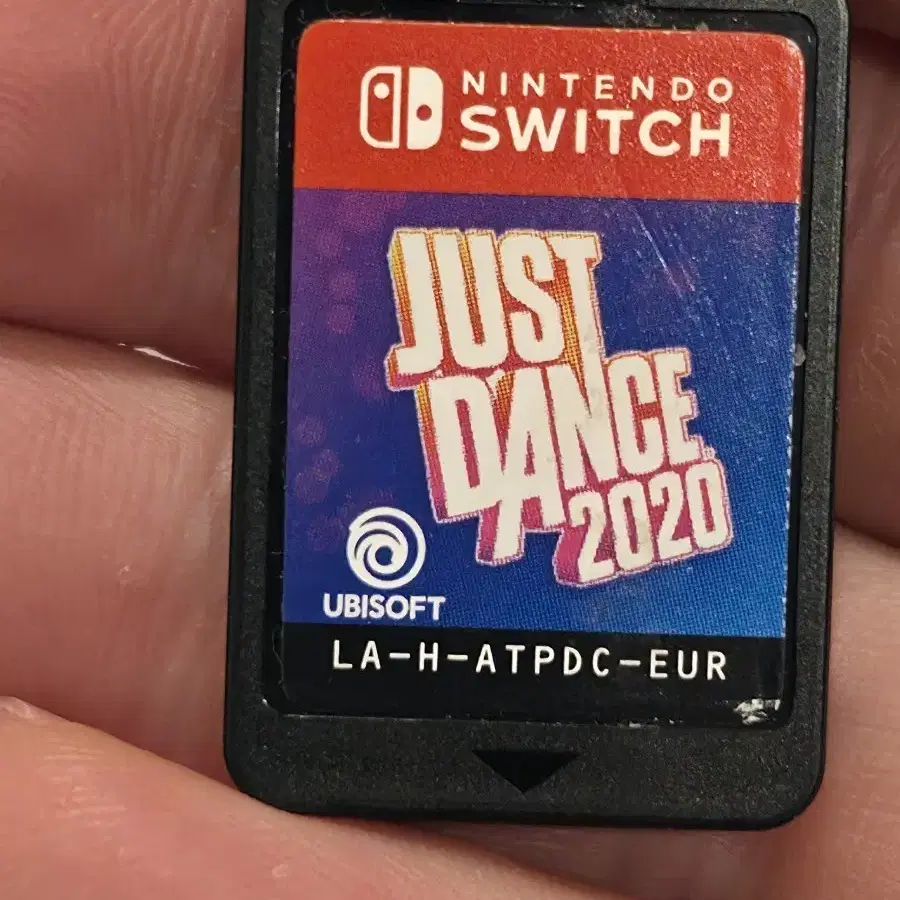 NINTENDO
SWITCH
JUST
DANCE
2020
UBISOFT
LA-H-ATPDC-EUR